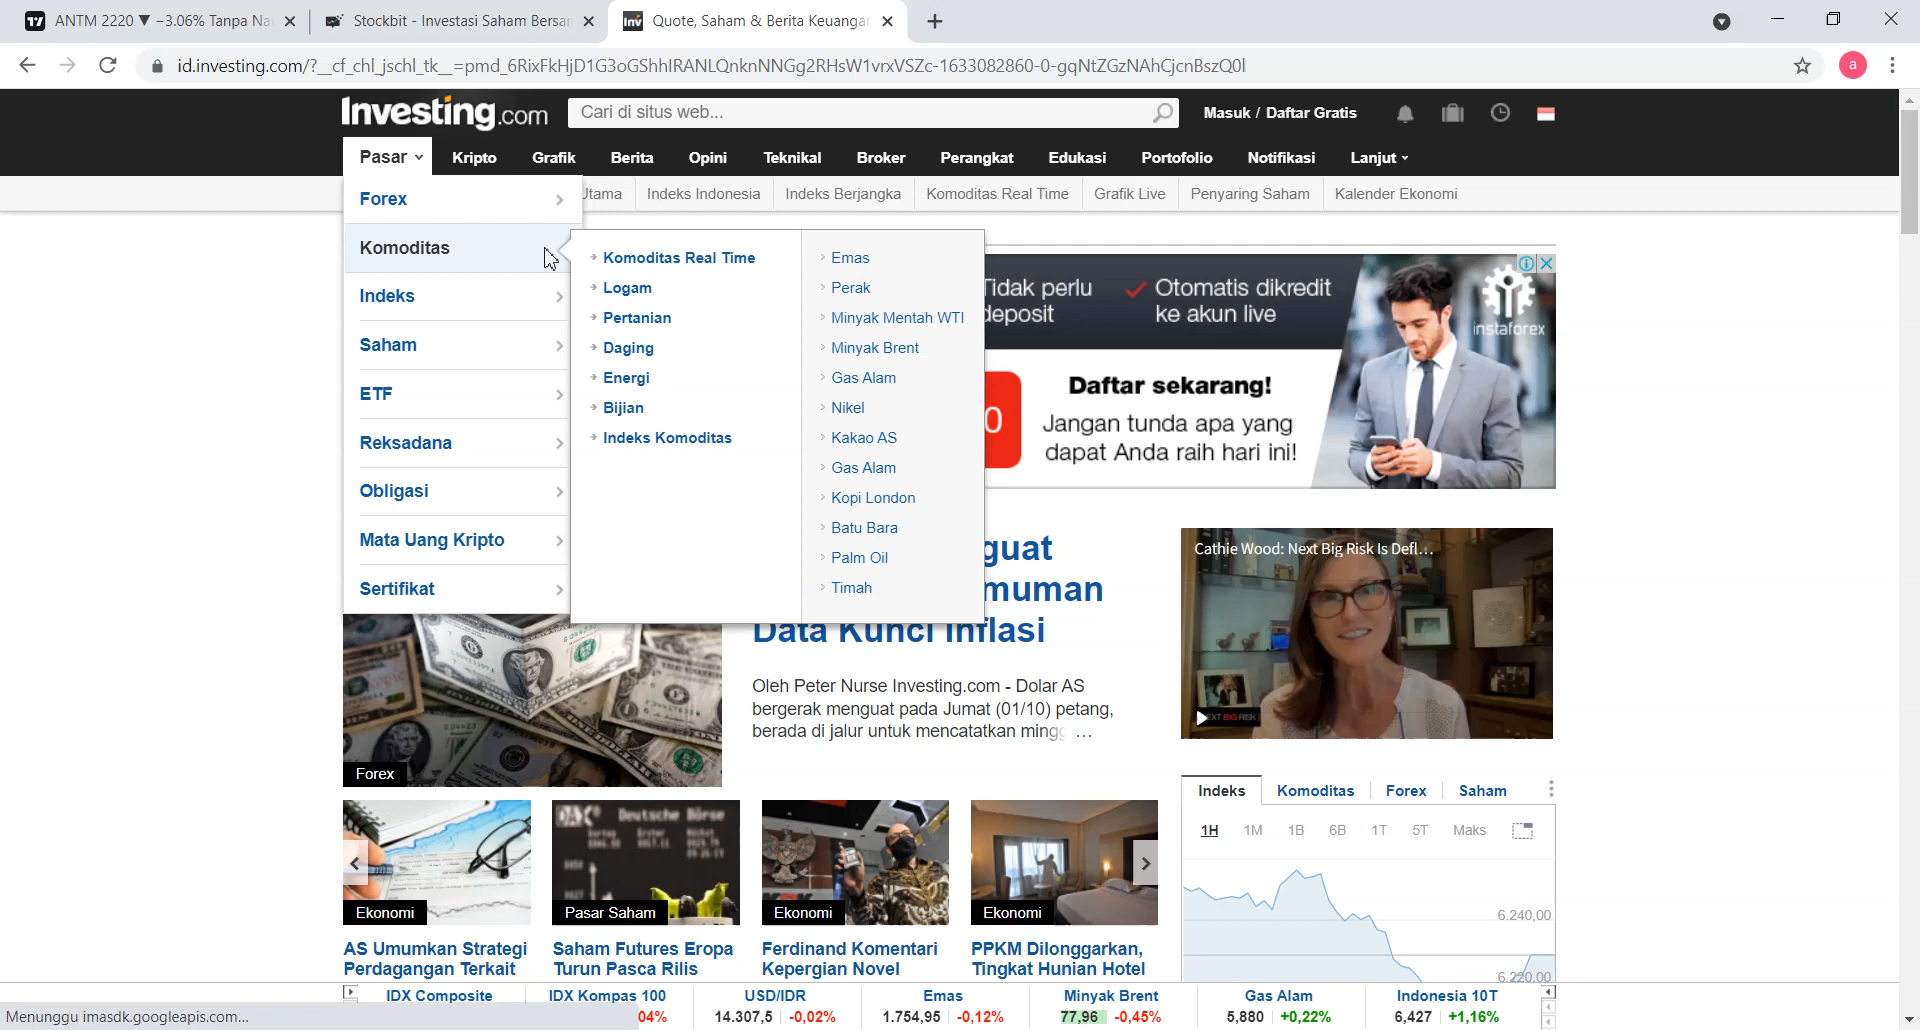 ANTM 2220 ▼ −3.06% Tanpa Na
Stockbit - Investasi Saham Bersam
Quote, Saham & Berita Keuangan
id.investing.com/?__cf_chl_jschl_tk__=pmd_6RixFkHjD1G3oGShhIRANLQnknNNGg2RHsW1vrxVSZc-1633082860-0-gqNtZGzNAhCjcnBszQ0l
a
Investing.com
Cari di situs web...
Masuk / Daftar Gratis
Pasar
Kripto
Grafik
Berita
Opini
Teknikal
Broker
Perangkat
Edukasi
Portofolio
Notifikasi
Lanjut
Utama
Indeks Indonesia
Indeks Berjangka
Komoditas Real Time
Grafik Live
Penyaring Saham
Kalender Ekonomi
Forex
Komoditas
Indeks
Saham
ETF
Reksadana
Obligasi
Mata Uang Kripto
Sertifikat
Komoditas Real Time
Logam
Pertanian
Daging
Energi
Bijian
Indeks Komoditas
Emas
Perak
Minyak Mentah WTI
Minyak Brent
Gas Alam
Nikel
Kakao AS
Gas Alam
Kopi London
Batu Bara
Palm Oil
Timah
Tidak perlu
deposit
Otomatis dikredit
ke akun live
instaforex
0
Daftar sekarang!
Jangan tunda apa yang
dapat Anda raih hari ini!
guat
muman
Data Kunci Inflasi
Oleh Peter Nurse Investing.com - Dolar AS
bergerak menguat pada Jumat (01/10) petang,
berada di jalur untuk mencatatkan mingg ...
Forex
Cathie Wood: Next Big Risk Is Defl...
NEXT BIG RISK
Indeks
Komoditas
Forex
Saham
1H
1M
1B
6B
1T
5T
Maks
6.240,00
6.220,00
DAX
Deutsche Börse
Ekonomi
Pasar Saham
Ekonomi
Ekonomi
AS Umumkan Strategi
Perdagangan Terkait
Saham Futures Eropa
Turun Pasca Rilis
Ferdinand Komentari
Kepergian Novel
PPKM Dilonggarkan,
Tingkat Hunian Hotel
IDX Composite
IDX Kompas 100
04%
USD/IDR
14.307,5 -0,02%
Emas
1.754,95 -0,12%
Minyak Brent
77,96 -0,45%
Gas Alam
5,880 +0,22%
Indonesia 10T
6,427 +1,16%
Menunggu imasdk.googleapis.com...